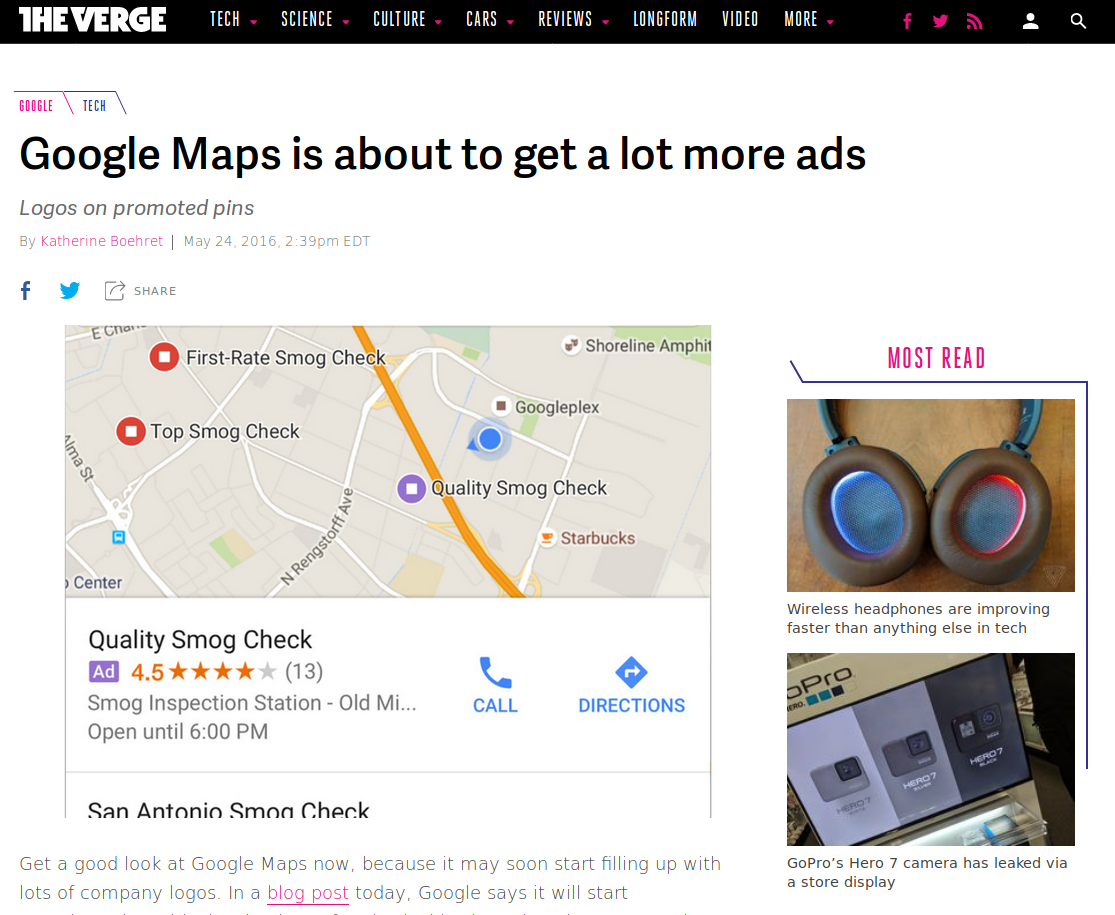 THE VERGE TECH SCIENCE CULTURE CARS REVIEWS LONGFORM VIDEO MORE
GOOGLE TECH
Google Maps is about to get a lot more ads
Logos on promoted pins
By Katherine Boehret | May 24, 2016, 2:39pm EDT
SHARE
First-Rate Smog Check
Shoreline Amphit
Googleplex
Top Smog Check
Alma St
Quality Smog Check
N Rengstorff Ave
Starbucks
Center
Quality Smog Check
Ad 4.5 (13)
Smog Inspection Station - Old Mi...
Open until 6:00 PM
CALL
DIRECTIONS
San Antonio Smog Check
Get a good look at Google Maps now, because it may soon start filling up with
lots of company logos. In a blog post today, Google says it will start
MOST READ
Wireless headphones are improving
faster than anything else in tech
GoPro
HERO.
HERO7
WHITE
HERO7
SILVER
HERO7
BLACK
GoPro's Hero 7 camera has leaked via
a store display